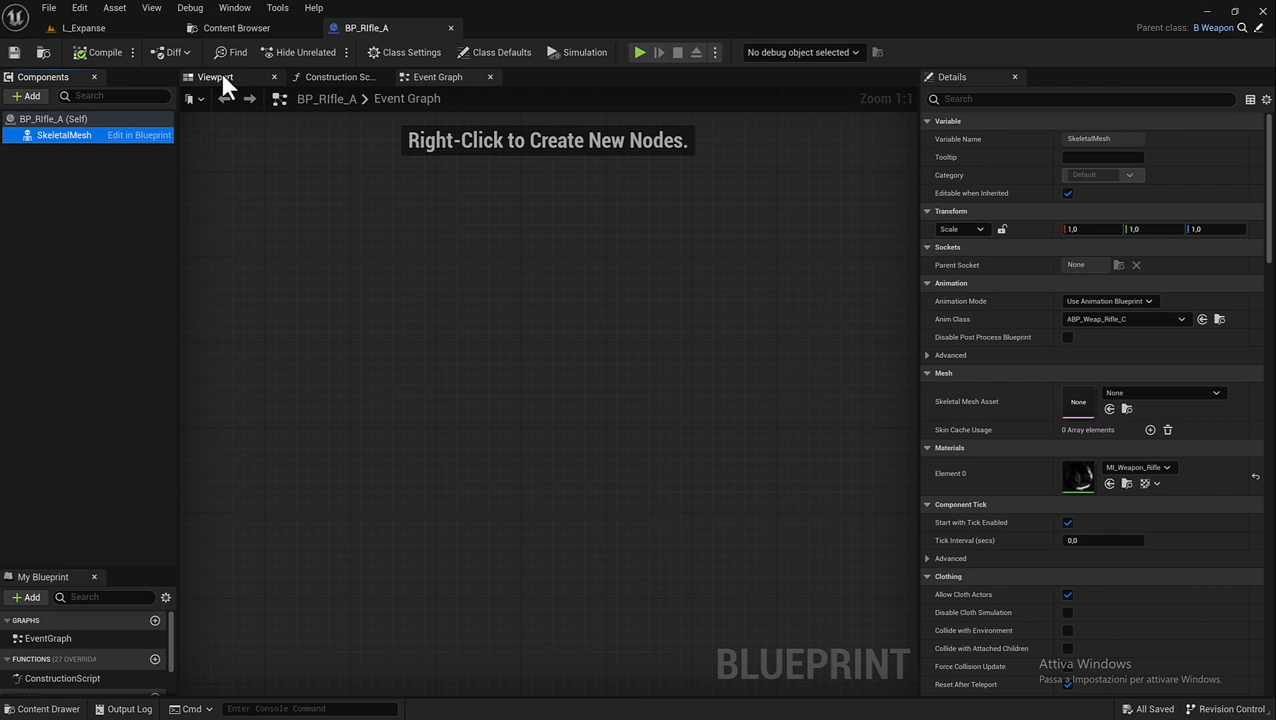 File Edit Asset View Debug Window Tools Help
L_Expanse Content Browser BP_RIfle_A
Parent class: B Weapon
Compile Diff Find Hide Unrelated Class Settings Class Defaults Simulation No debug object selected
Components Viewport Construction Sc... Event Graph Details
Add Search BP_RIfle_A Event Graph Zoom 1:1 Search
BP_RIfle_A (Self)
SkeletalMesh Edit in Blueprint
Right-Click to Create New Nodes.
Variable
Variable Name SkeletalMesh
Tooltip
Category Default
Editable when Inherited
Transform
Scale 1,0 1,0 1,0
Sockets
Parent Socket None
Animation
Animation Mode Use Animation Blueprint
Anim Class ABP_Weap_Rifle_C
Disable Post Process Blueprint
Advanced
Mesh
Skeletal Mesh Asset None None
Skin Cache Usage 0 Array elements
Materials
Element 0 MI_Weapon_Rifle
Component Tick
Start with Tick Enabled
Tick Interval (secs) 0,0
Advanced
Clothing
Allow Cloth Actors
Disable Cloth Simulation
Collide with Environment
Collide with Attached Children
Force Collision Update
Reset After Teleport
My Blueprint
Add Search
GRAPHS
EventGraph
FUNCTIONS (27 OVERRIDA
ConstructionScript
BLUEPRINT
Attiva Windows
Passa a Impostazioni per attivare Windows.
Content Drawer Output Log Cmd Enter Console Command All Saved Revision Control